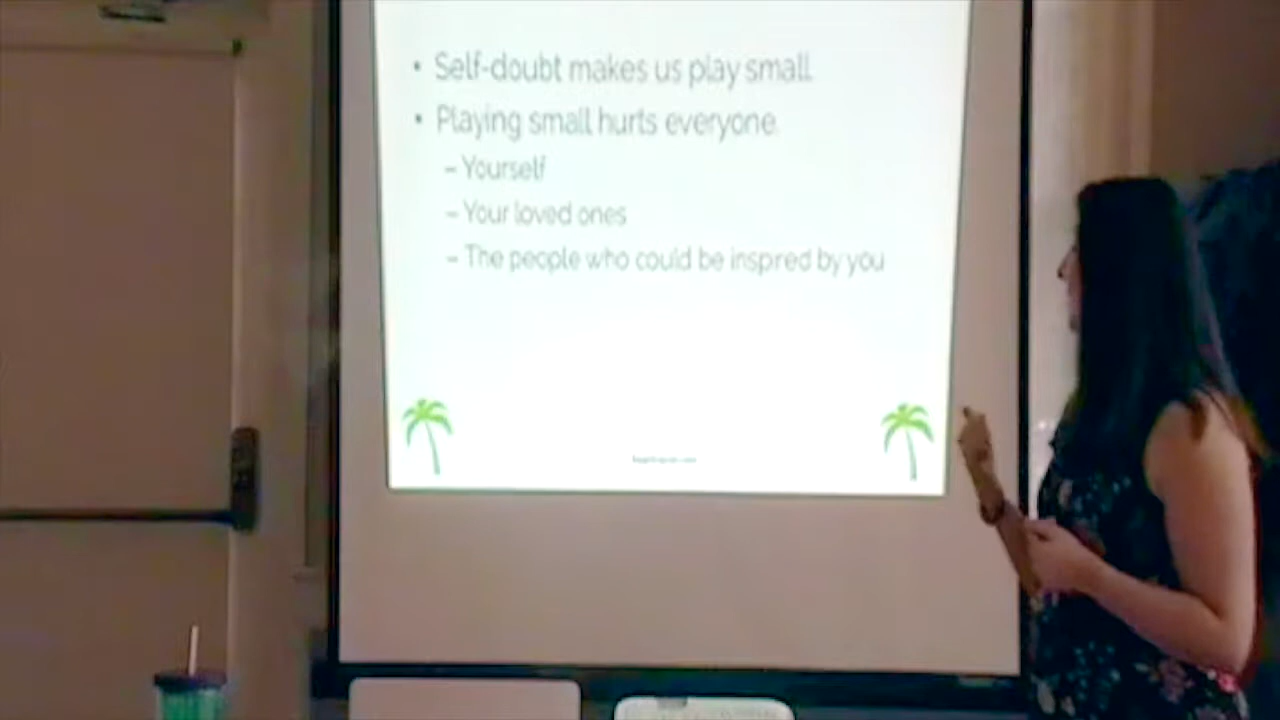 • Self-doubt makes us play small.
• Playing small hurts everyone.
– Yourself
– Your loved ones
– The people who could be inspired by you